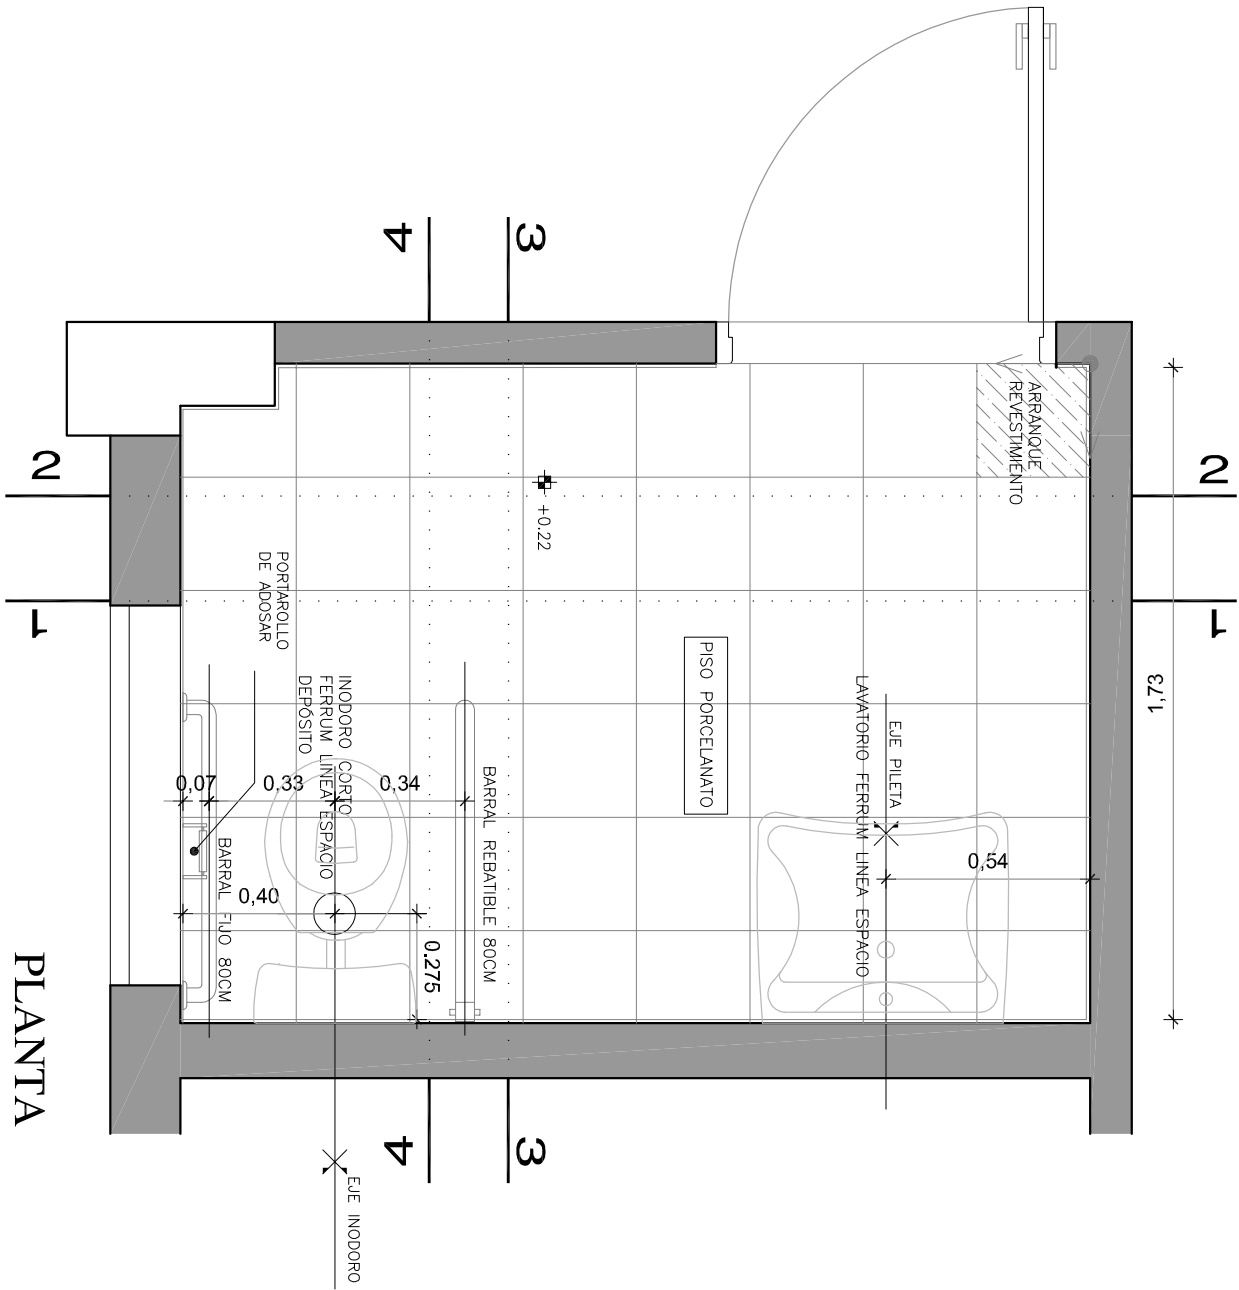 4
3
ARRANQUE
REVESTIMIENTO
2
2
+0.22
PORTAROLLO
DE ADOSAR
1
1
PISO PORCELANATO
1,73
INODORO CORTO
FERRUM LINEA ESPACIO
DEPÓSITO
LAVATORIO FERRUM LINEA ESPACIO
EJE PILETA
BARRAL REBATIBLE 80CM
0,07
0,33
0,34
BARRAL FIJO 80CM
0,54
0,40
0.275
PLANTA
4
3
EJE INODORO